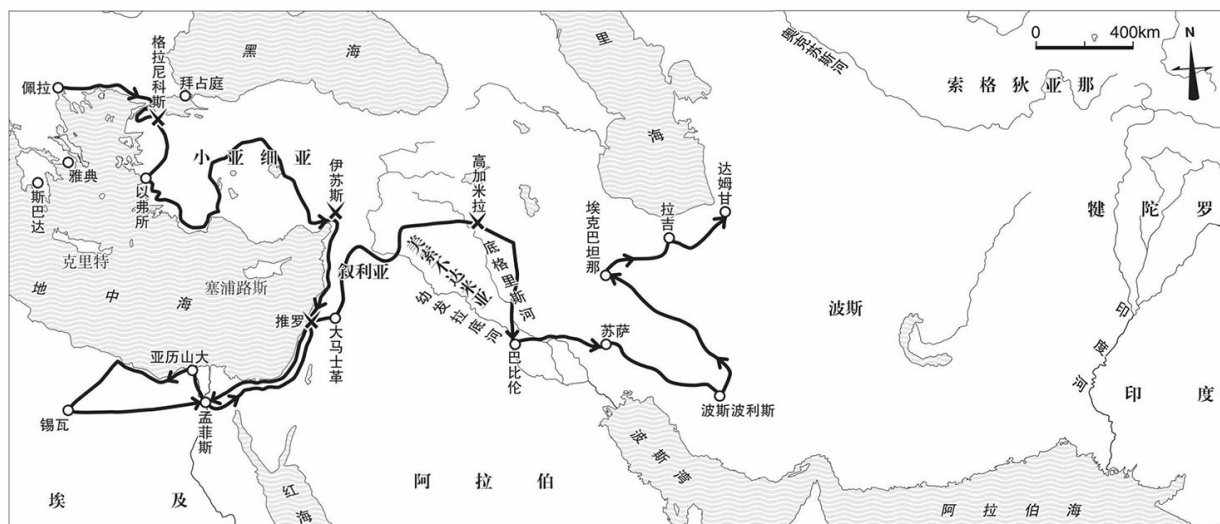 黑海
里海
奥克苏斯河
0 400km
N
格拉尼科斯
拜占庭
佩拉
索格狄亚那
小亚细亚
伊苏斯
高加米拉
达姆甘
雅典
以弗所
斯巴达
埃克巴坦那
拉吉
犍陀罗
克里特
塞浦路斯
叙利亚
美索不达米亚
底格里斯河
幼发拉底河
地中海
波斯
印度河
推罗
大马士革
苏萨
亚历山大
巴比伦
锡瓦
孟菲斯
波斯波利斯
印度
波斯湾
阿拉伯
埃及
红海
阿拉伯海